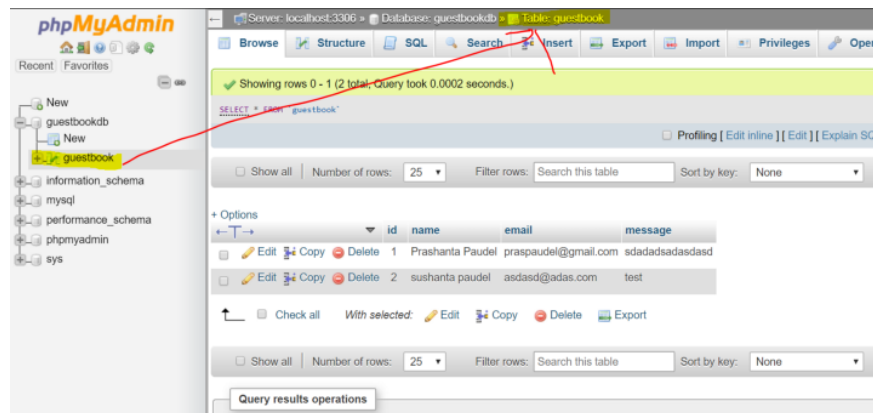 phpMyAdmin
Recent Favorites
New
guestbookdb
New
guestbook
information_schema
mysql
performance_schema
phpmyadmin
sys
Server: localhost:3306 » Database: guestbookdb » Table: guestbook
Browse Structure SQL Search Insert Export Import Privileges Oper
Showing rows 0 - 1 (2 total, Query took 0.0002 seconds.)
SELECT * FROM `guestbook`
Profiling [ Edit inline ] [ Edit ] [ Explain SQ
Show all Number of rows: 25 Filter rows: Search this table Sort by key: None
+ Options
id name email message
Edit Copy Delete 1 Prashanta Paudel praspaudel@gmail.com sdadadsadasdasd
Edit Copy Delete 2 sushanta paudel asdasd@adas.com test
Check all With selected: Edit Copy Delete Export
Show all Number of rows: 25 Filter rows: Search this table Sort by key: None
Query results operations